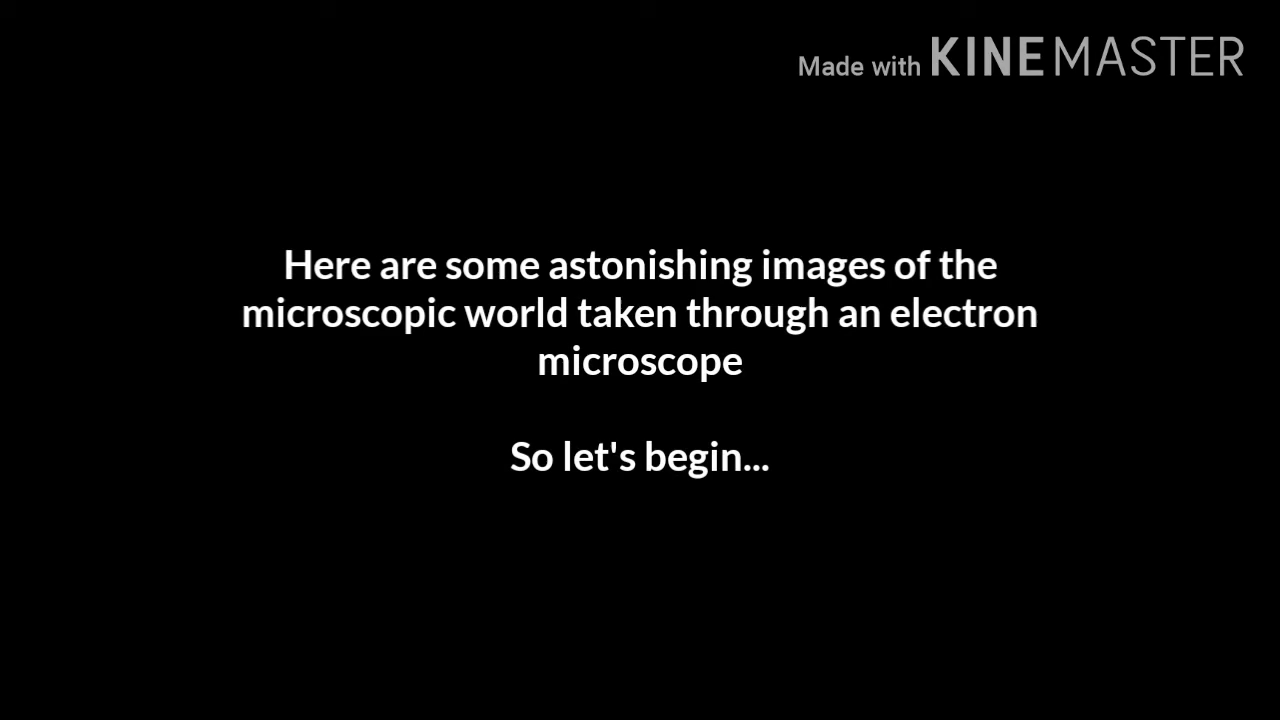 Made with KINEMASTER
Here are some astonishing images of the
microscopic world taken through an electron
microscope
So let's begin...